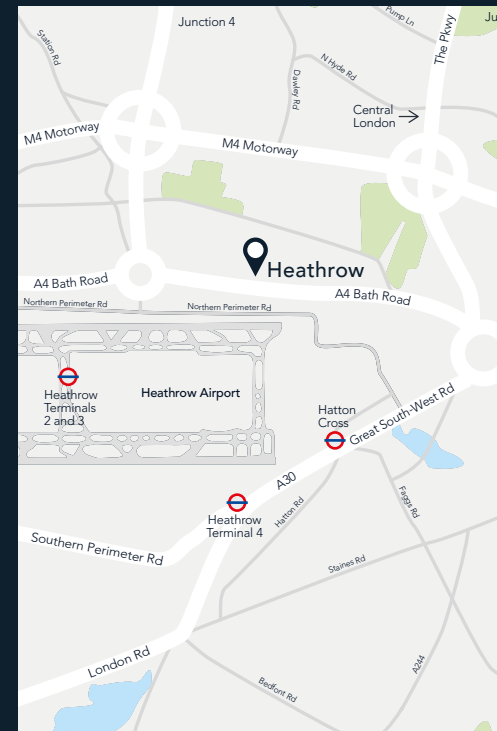 Junction 4
Pump Ln
Ju
The Pkwy
Station Rd
N Hyde Rd
Dawley Rd
Central
London
M4 Motorway
M4 Motorway
Heathrow
A4 Bath Road
A4 Bath Road
Northern Perimeter Rd
Northern Perimeter Rd
Heathrow
Terminals
2 and 3
Heathrow Airport
Hatton
Cross
Great South-West Rd
A30
Heathrow
Terminal 4
Hatton Rd
Faggs Rd
Southern Perimeter Rd
Staines Rd
London Rd
A244
Bedfont Rd